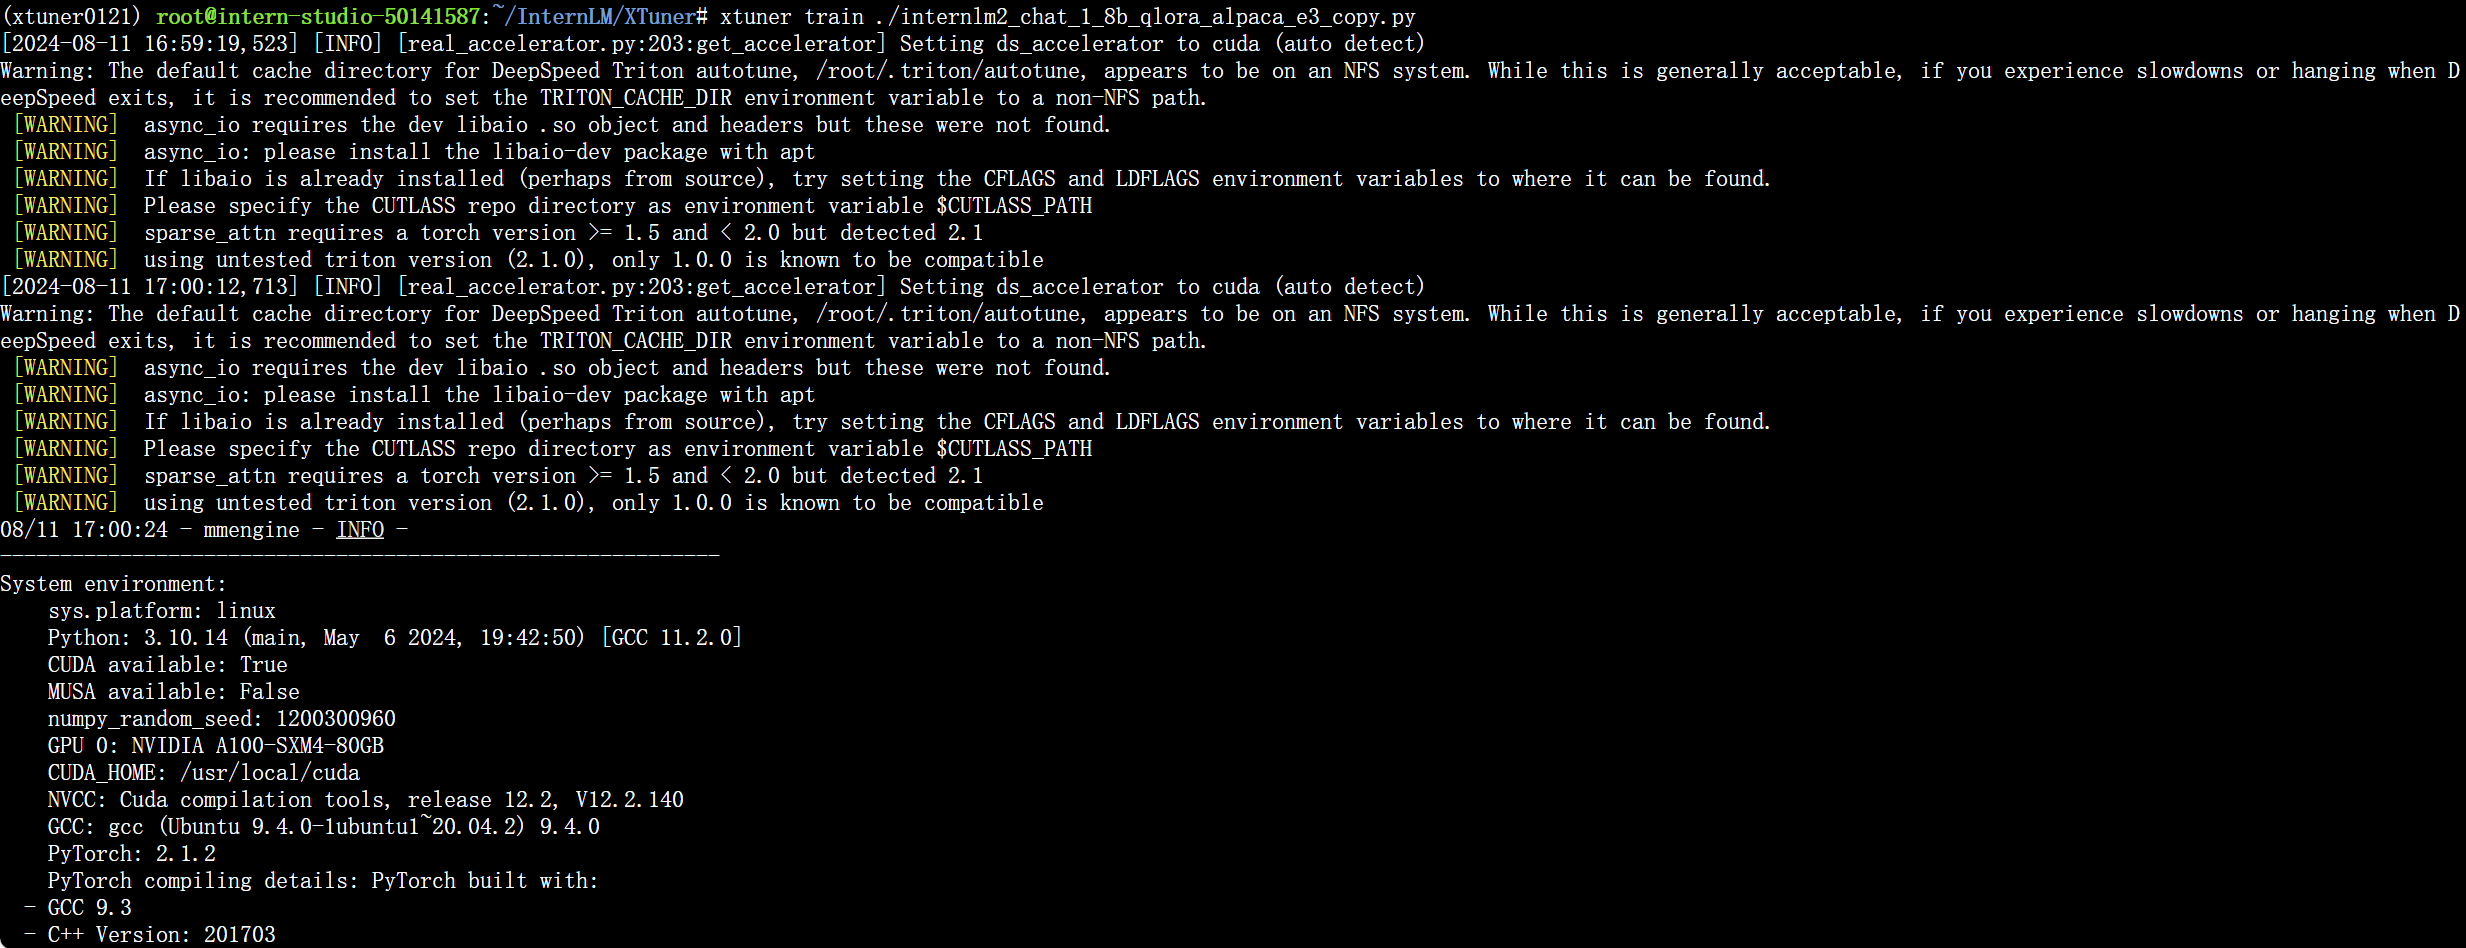 (xtuner0121) root@intern-studio-50141587:~/InternLM/XTuner# xtuner train ./internlm2_chat_1_8b_qlora_alpaca_e3_copy.py
[2024-08-11 16:59:19,523] [INFO] [real_accelerator.py:203:get_accelerator] Setting ds_accelerator to cuda (auto detect)
Warning: The default cache directory for DeepSpeed Triton autotune, /root/.triton/autotune, appears to be on an NFS system. While this is generally acceptable, if you experience slowdowns or hanging when D
eepSpeed exits, it is recommended to set the TRITON_CACHE_DIR environment variable to a non-NFS path.
[WARNING]  async_io requires the dev libaio .so object and headers but these were not found.
[WARNING]  async_io: please install the libaio-dev package with apt
[WARNING]  If libaio is already installed (perhaps from source), try setting the CFLAGS and LDFLAGS environment variables to where it can be found.
[WARNING]  Please specify the CUTLASS repo directory as environment variable $CUTLASS_PATH
[WARNING]  sparse_attn requires a torch version >= 1.5 and < 2.0 but detected 2.1
[WARNING]  using untested triton version (2.1.0), only 1.0.0 is known to be compatible
[2024-08-11 17:00:12,713] [INFO] [real_accelerator.py:203:get_accelerator] Setting ds_accelerator to cuda (auto detect)
Warning: The default cache directory for DeepSpeed Triton autotune, /root/.triton/autotune, appears to be on an NFS system. While this is generally acceptable, if you experience slowdowns or hanging when D
eepSpeed exits, it is recommended to set the TRITON_CACHE_DIR environment variable to a non-NFS path.
[WARNING]  async_io requires the dev libaio .so object and headers but these were not found.
[WARNING]  async_io: please install the libaio-dev package with apt
[WARNING]  If libaio is already installed (perhaps from source), try setting the CFLAGS and LDFLAGS environment variables to where it can be found.
[WARNING]  Please specify the CUTLASS repo directory as environment variable $CUTLASS_PATH
[WARNING]  sparse_attn requires a torch version >= 1.5 and < 2.0 but detected 2.1
[WARNING]  using untested triton version (2.1.0), only 1.0.0 is known to be compatible
08/11 17:00:24 - mmengine - INFO -
------------------------------------------------------------
System environment:
    sys.platform: linux
    Python: 3.10.14 (main, May  6 2024, 19:42:50) [GCC 11.2.0]
    CUDA available: True
    MUSA available: False
    numpy_random_seed: 1200300960
    GPU 0: NVIDIA A100-SXM4-80GB
    CUDA_HOME: /usr/local/cuda
    NVCC: Cuda compilation tools, release 12.2, V12.2.140
    GCC: gcc (Ubuntu 9.4.0-1ubuntu1~20.04.2) 9.4.0
    PyTorch: 2.1.2
    PyTorch compiling details: PyTorch built with:
  - GCC 9.3
  - C++ Version: 201703